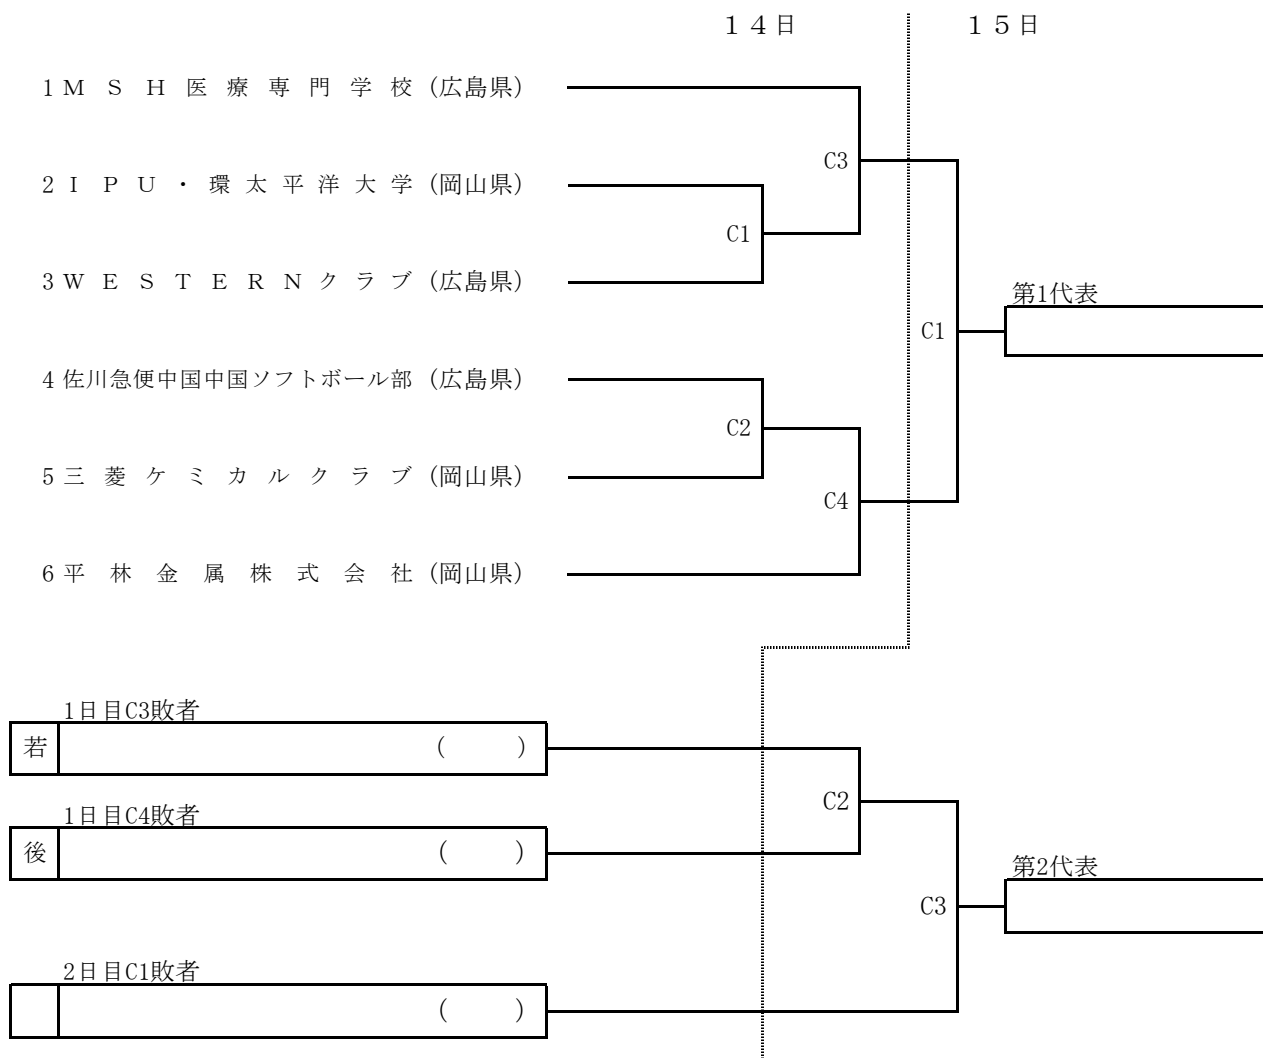 １４日 １５日
1 ＭＳＨ医療専門学校 (広島県)
C3
2 ＩＰＵ・環太平洋大学 (岡山県)
C1
3 ＷＥＳＴＥＲＮクラブ (広島県)
第1代表
C1
4 佐川急便中国中国ソフトボール部 (広島県)
C2
5 三菱ケミカルクラブ (岡山県)
C4
6 平林金属株式会社 (岡山県)
1日目C3敗者
若 ( )
C2
1日目C4敗者
後 ( )
第2代表
C3
2日目C1敗者
( )